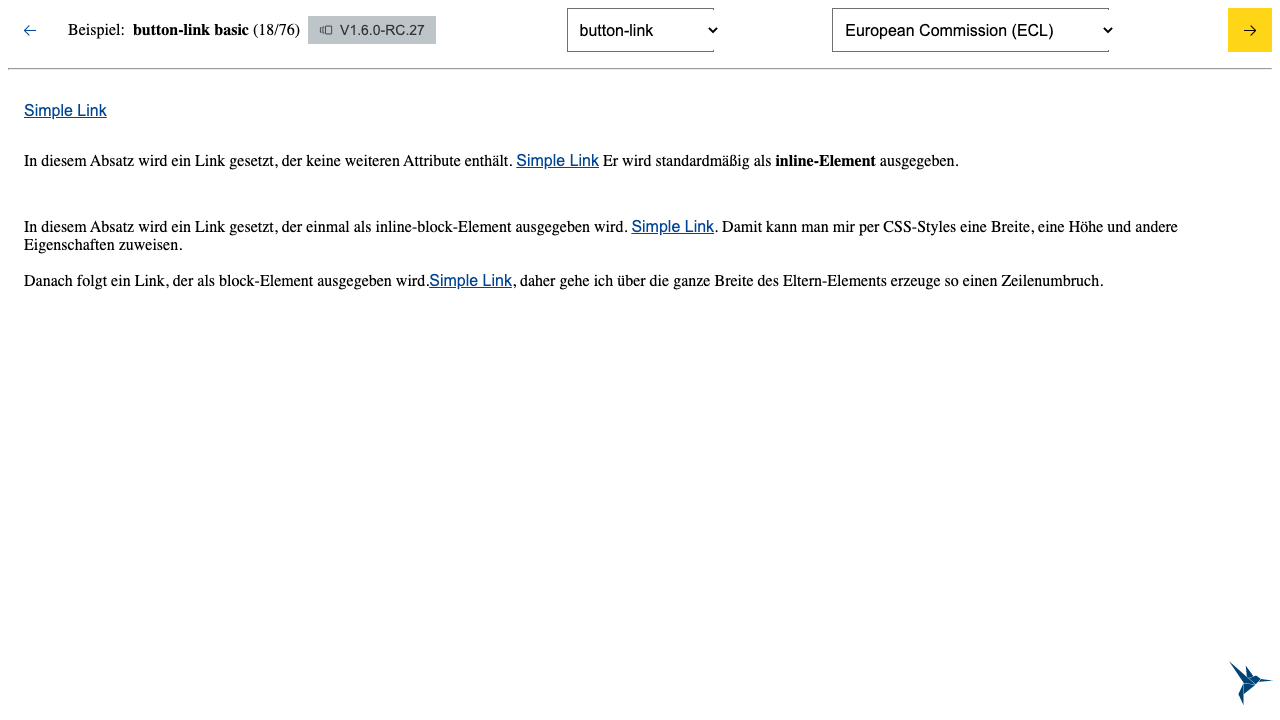 Beispiel: button-link basic (18/76) V1.6.0-RC.27 button-link European Commission (ECL)
Simple Link
In diesem Absatz wird ein Link gesetzt, der keine weiteren Attribute enthält. Simple Link Er wird standardmäßig als inline-Element ausgegeben.
In diesem Absatz wird ein Link gesetzt, der einmal als inline-block-Element ausgegeben wird. Simple Link. Damit kann man mir per CSS-Styles eine Breite, eine Höhe und andere
Eigenschaften zuweisen.
Danach folgt ein Link, der als block-Element ausgegeben wird.Simple Link, daher gehe ich über die ganze Breite des Eltern-Elements erzeuge so einen Zeilenumbruch.